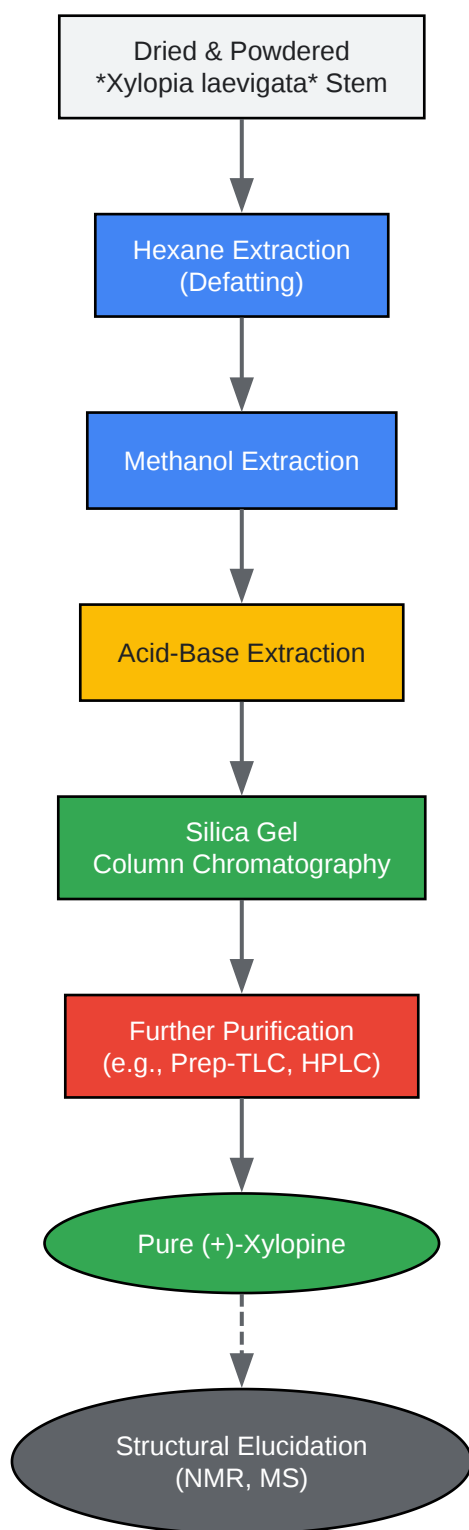 Dried & Powdered
*Xylopia laevigata* Stem
Hexane Extraction
(Defatting)
Methanol Extraction
Acid-Base Extraction
Silica Gel
Column Chromatography
Further Purification
(e.g., Prep-TLC, HPLC)
Pure (+)-Xylopine
Structural Elucidation
(NMR, MS)